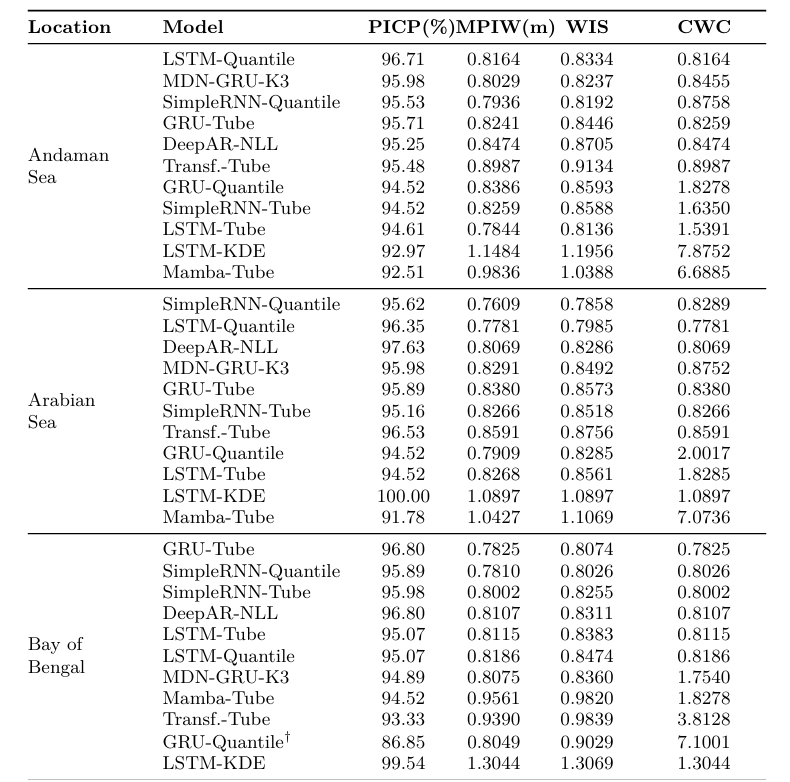 Location Model PICP(%) MPIW(m) WIS CWC
LSTM-Quantile 96.71 0.8164 0.8334 0.8164
MDN-GRU-K3 95.98 0.8029 0.8237 0.8455
SimpleRNN-Quantile 95.53 0.7936 0.8192 0.8758
GRU-Tube 95.71 0.8241 0.8446 0.8259
DeepAR-NLL 95.25 0.8474 0.8705 0.8474
Andaman
Sea
Transf.-Tube 95.48 0.8987 0.9134 0.8987
GRU-Quantile 94.52 0.8386 0.8593 1.8278
SimpleRNN-Tube 94.52 0.8259 0.8588 1.6350
LSTM-Tube 94.61 0.7844 0.8136 1.5391
LSTM-KDE 92.97 1.1484 1.1956 7.8752
Mamba-Tube 92.51 0.9836 1.0388 6.6885
SimpleRNN-Quantile 95.62 0.7609 0.7858 0.8289
LSTM-Quantile 96.35 0.7781 0.7985 0.7781
DeepAR-NLL 97.63 0.8069 0.8286 0.8069
MDN-GRU-K3 95.98 0.8291 0.8492 0.8752
GRU-Tube 95.89 0.8380 0.8573 0.8380
Arabian
Sea
SimpleRNN-Tube 95.16 0.8266 0.8518 0.8266
Transf.-Tube 96.53 0.8591 0.8756 0.8591
GRU-Quantile 94.52 0.7909 0.8285 2.0017
LSTM-Tube 94.52 0.8268 0.8561 1.8285
LSTM-KDE 100.00 1.0897 1.0897 1.0897
Mamba-Tube 91.78 1.0427 1.1069 7.0736
GRU-Tube 96.80 0.7825 0.8074 0.7825
SimpleRNN-Quantile 95.89 0.7810 0.8026 0.8026
SimpleRNN-Tube 95.98 0.8002 0.8255 0.8002
DeepAR-NLL 96.80 0.8107 0.8311 0.8107
LSTM-Tube 95.07 0.8115 0.8383 0.8115
Bay of
Bengal
LSTM-Quantile 95.07 0.8186 0.8474 0.8186
MDN-GRU-K3 94.89 0.8075 0.8360 1.7540
Mamba-Tube 94.52 0.9561 0.9820 1.8278
Transf.-Tube 93.33 0.9390 0.9839 3.8128
GRU-Quantile† 86.85 0.8049 0.9029 7.1001
LSTM-KDE 99.54 1.3044 1.3069 1.3044